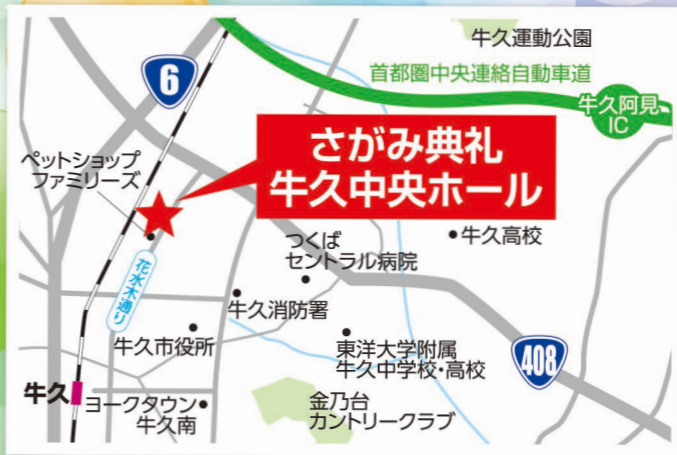 牛久運動公園
6
首都圏中央連絡自動車道
牛久阿見
IC
さがみ典礼
牛久中央ホール
ペットショップ
ファミリーズ
牛久高校
つくば
セントラル病院
花水木通り
牛久消防署
牛久市役所
東洋大学附属
牛久中学校・高校
408
牛久
ヨークタウン
牛久南
金乃台
カントリークラブ